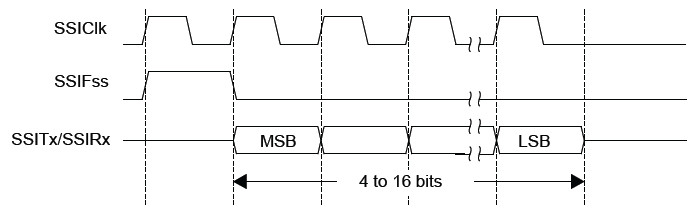 SSIClk
SSIFss
SSITx/SSIRx
MSB
LSB
4 to 16 bits